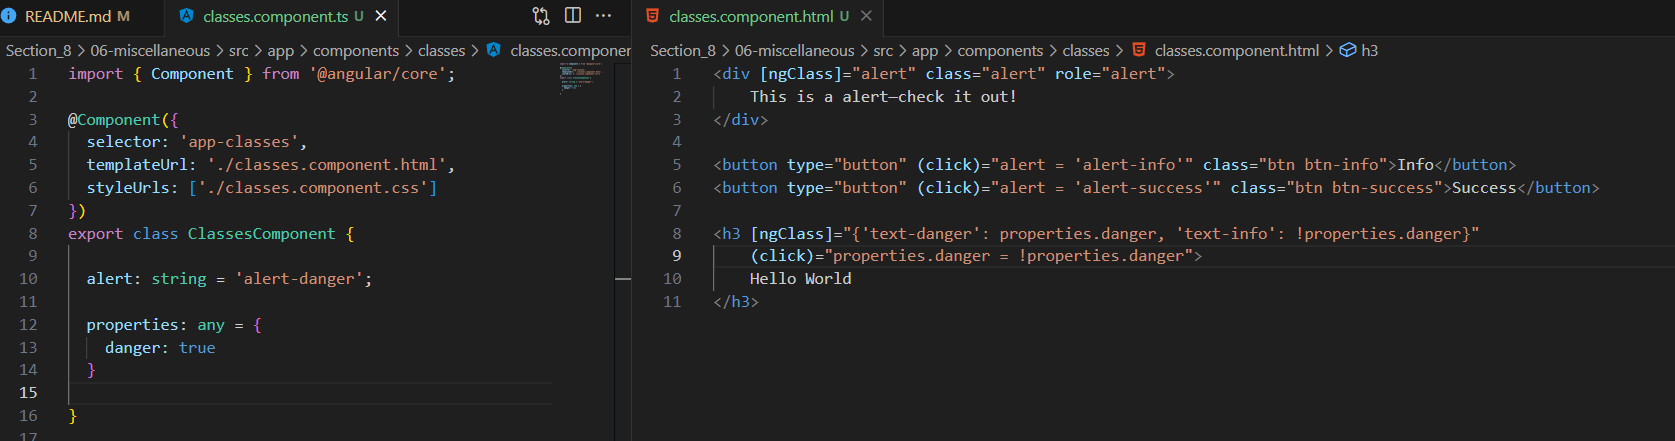 README.md M
classes.component.ts U
Section_8 > 06-miscellaneous > src > app > components > classes > classes.component
1 import { Component } from '@angular/core';
2
3 @Component({
4 selector: 'app-classes',
5 templateUrl: './classes.component.html',
6 styleUrls: ['./classes.component.css']
7 })
8 export class ClassesComponent {
9
10 alert: string = 'alert-danger';
11
12 properties: any = {
13 danger: true
14 }
15
16 }
17
classes.component.html U
Section_8 > 06-miscellaneous > src > app > components > classes > classes.component.html > h3
1 <div [ngClass]="alert" class="alert" role="alert">
2 This is a alert—check it out!
3 </div>
4
5 <button type="button" (click)="alert = 'alert-info'" class="btn btn-info">Info</button>
6 <button type="button" (click)="alert = 'alert-success'" class="btn btn-success">Success</button>
7
8 <h3 [ngClass]="{'text-danger': properties.danger, 'text-info': !properties.danger}"
9 (click)="properties.danger = !properties.danger">
10 Hello World
11 </h3>